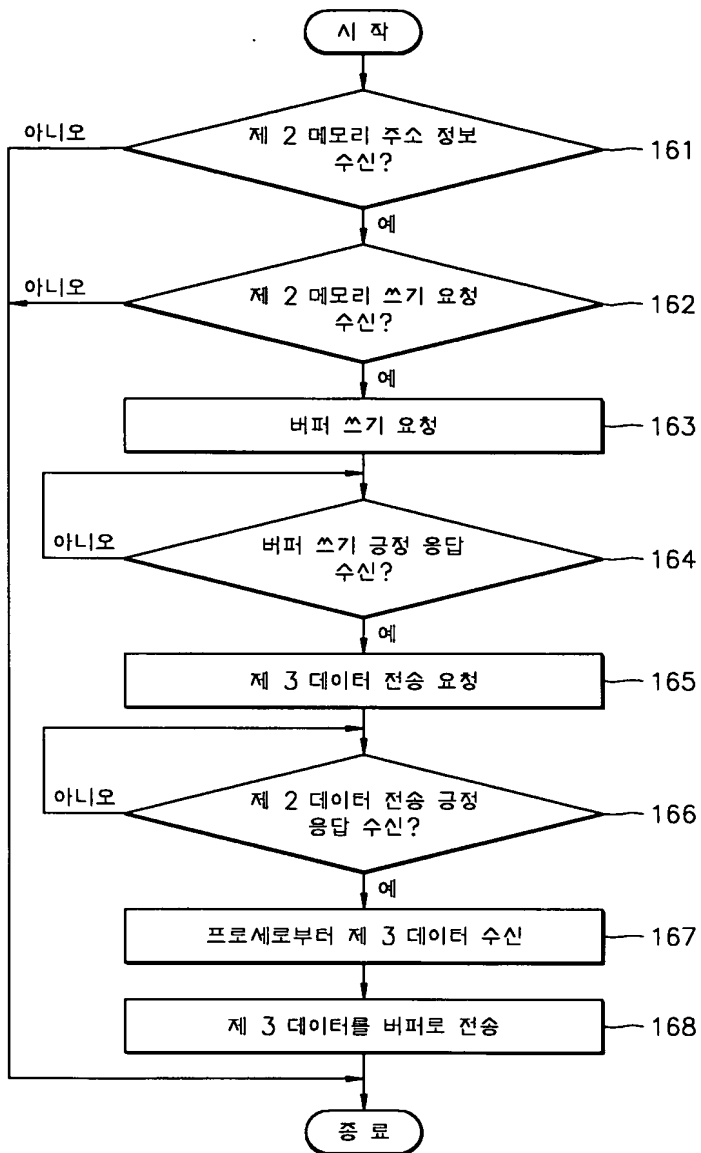 시 작
아니오
제 2 메모리 주소 정보
수신?
161
예
아니오
제 2 메모리 쓰기 요청
수신?
162
예
버퍼 쓰기 요청
163
아니오
버퍼 쓰기 긍정 응답
수신?
164
예
제 3 데이터 전송 요청
165
아니오
제 2 데이터 전송 긍정
응답 수신?
166
예
프로세로부터 제 3 데이터 수신
167
제 3 데이터를 버퍼로 전송
168
종 료